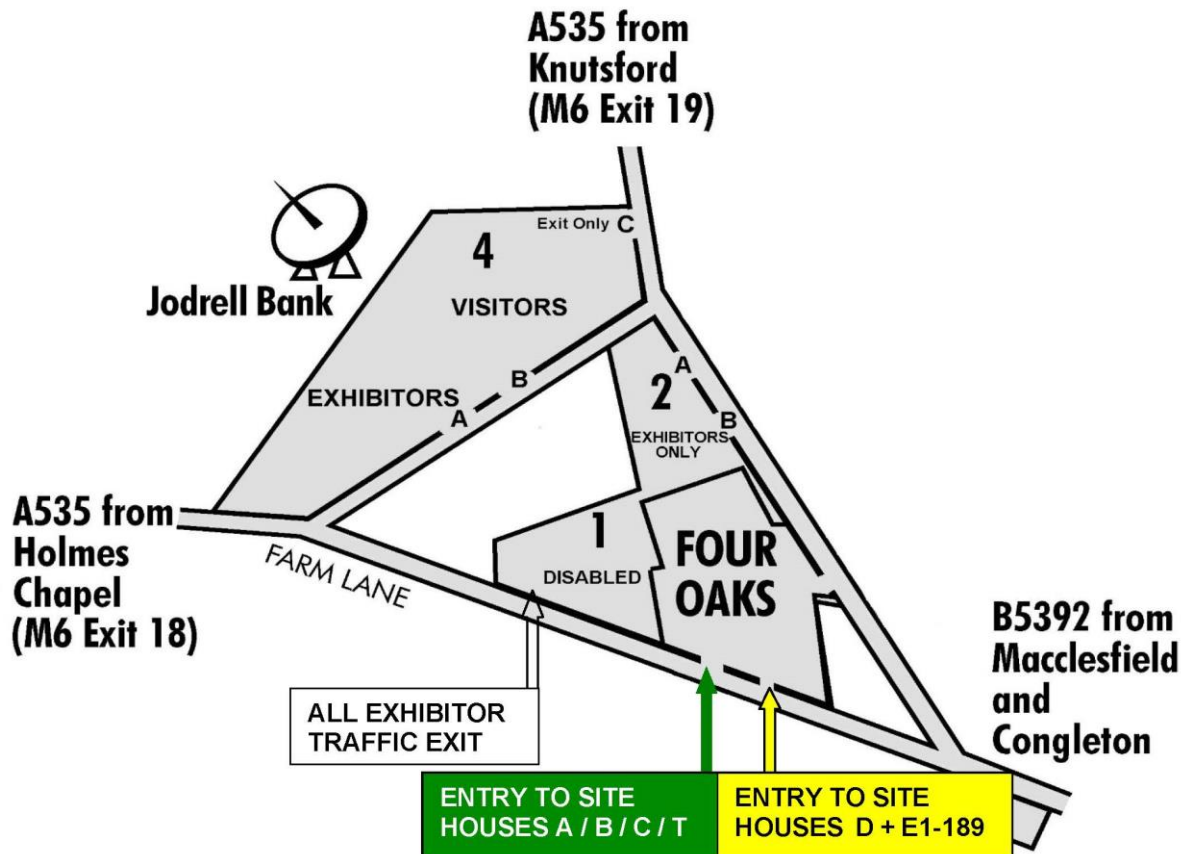 A535 from
Knutsford
(M6 Exit 19)
Exit Only C
4
Jodrell Bank
VISITORS
EXHIBITORS
B
A
A
2
B
EXHIBITORS
ONLY
A535 from
Holmes
Chapel
(M6 Exit 18)
FARM LANE
1
DISABLED
FOUR
OAKS
B5392 from
Macclesfield
and
Congleton
ALL EXHIBITOR
TRAFFIC EXIT
ENTRY TO SITE
HOUSES A / B / C / T
ENTRY TO SITE
HOUSES D + E1-189